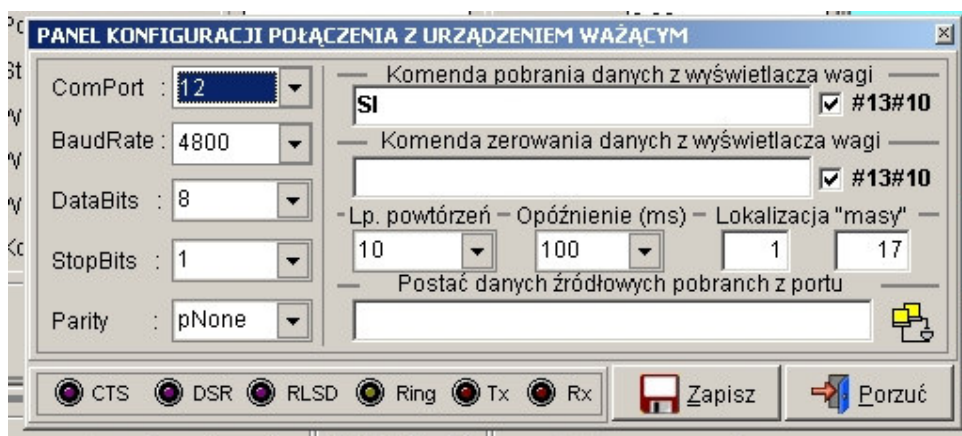 PANEL KONFIGURACJI POŁĄCZENIA Z URZĄDZENIEM WAŻĄCYM
ComPort : 12
Komenda pobrania danych z wyświetlacza wagi
SI #13#10
BaudRate : 4800
Komenda zerowania danych z wyświetlacza wagi
#13#10
DataBits : 8
Lp. powtórzeń Opóźnienie (ms) Lokalizacja "masy"
10 100 1 17
StopBits : 1
Postać danych źródłowych pobranch z portu
Parity : pNone
CTS DSR RLSD Ring Tx Rx Zapisz Porzuć